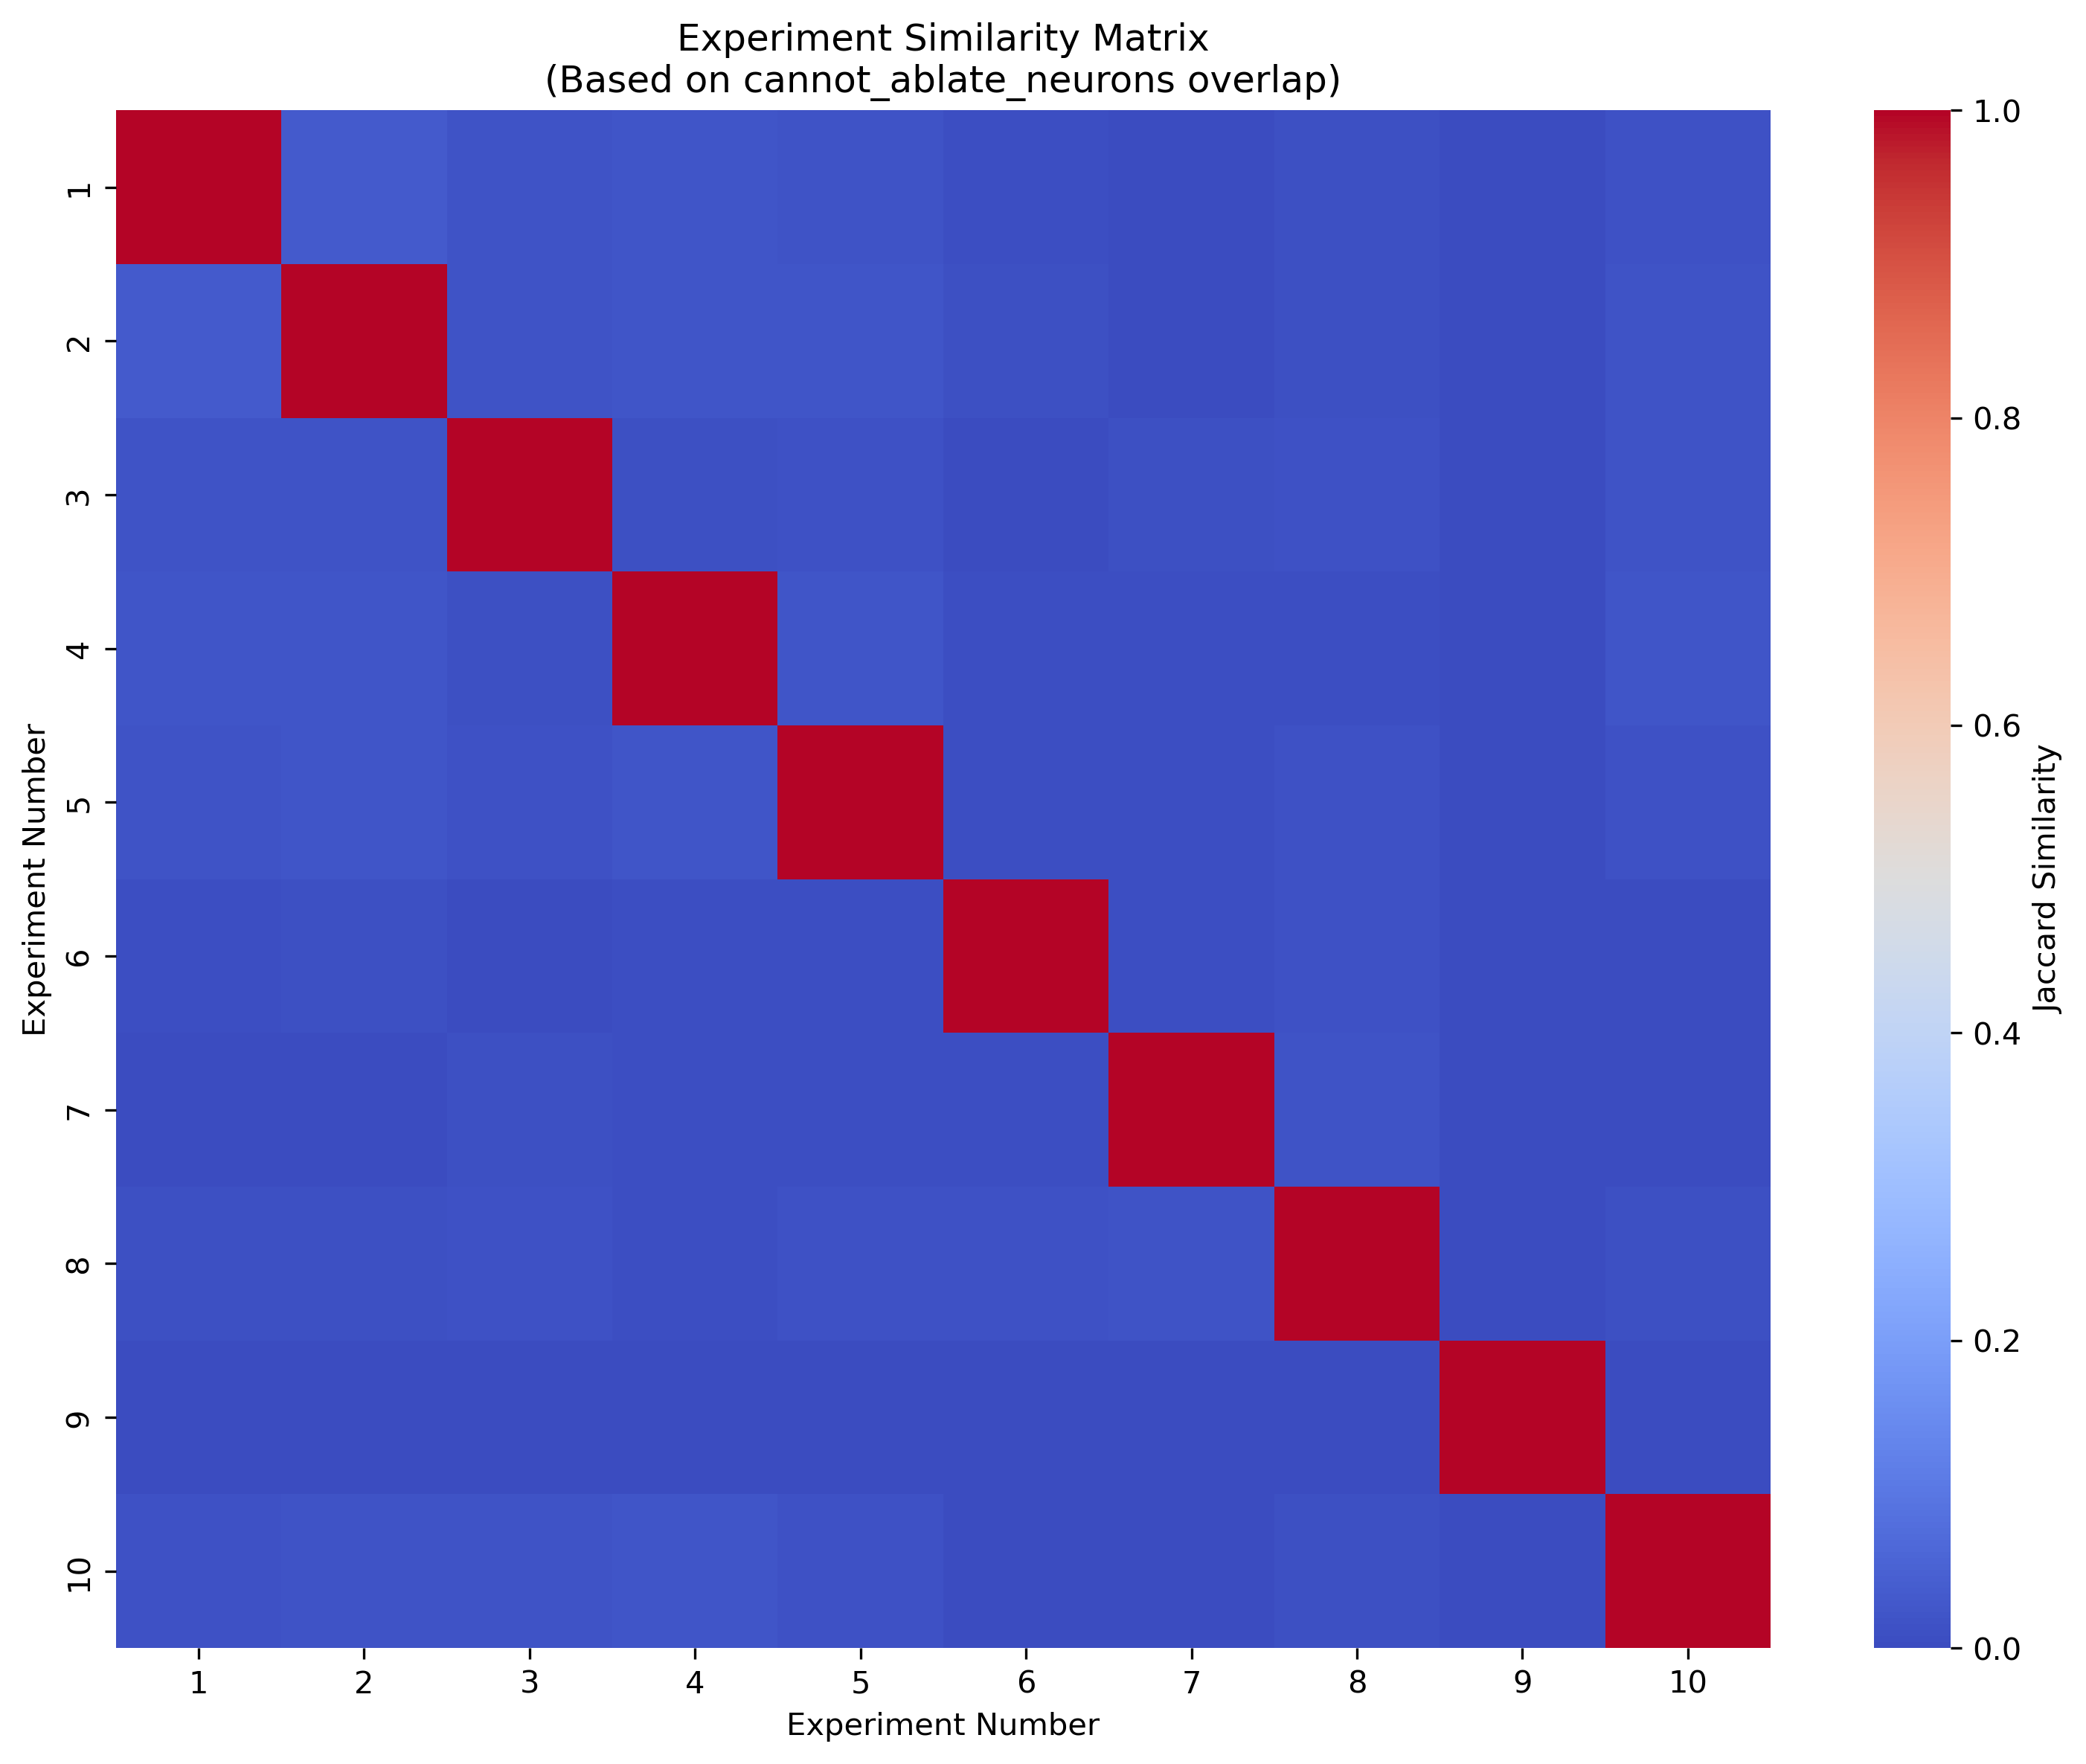 Experiment Similarity Matrix
(Based on cannot_ablate_neurons overlap)
Experiment Number
1
2
3
4
5
6
7
8
9
10
1 2 3 4 5 6 7 8 9 10
Experiment Number
1.0
0.8
0.6
0.4
0.2
0.0
Jaccard Similarity